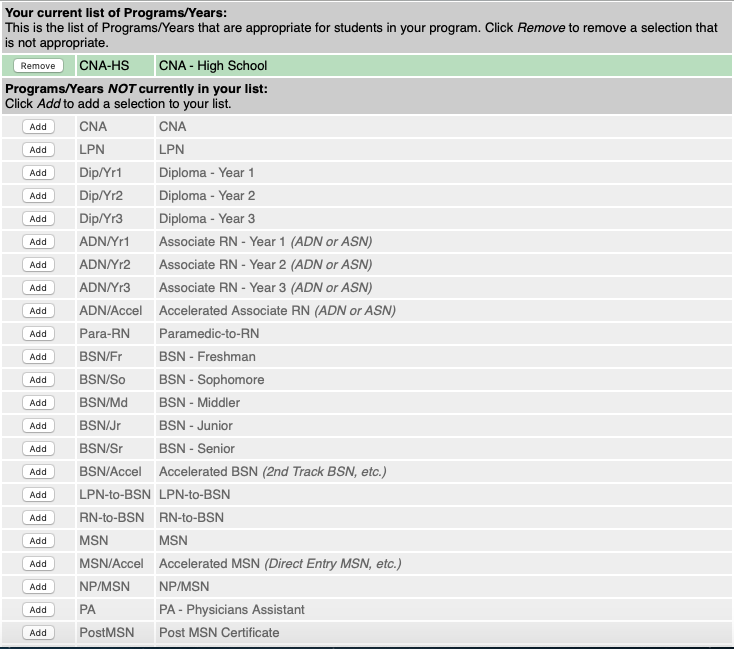 Your current list of Programs/Years:
This is the list of Programs/Years that are appropriate for students in your program. Click Remove to remove a selection that
is not appropriate.
Remove CNA-HS CNA - High School
Programs/Years NOT currently in your list:
Click Add to add a selection to your list.
Add CNA CNA
Add LPN LPN
Add Dip/Yr1 Diploma - Year 1
Add Dip/Yr2 Diploma - Year 2
Add Dip/Yr3 Diploma - Year 3
Add ADN/Yr1 Associate RN - Year 1 (ADN or ASN)
Add ADN/Yr2 Associate RN - Year 2 (ADN or ASN)
Add ADN/Yr3 Associate RN - Year 3 (ADN or ASN)
Add ADN/Accel Accelerated Associate RN (ADN or ASN)
Add Para-RN Paramedic-to-RN
Add BSN/Fr BSN - Freshman
Add BSN/So BSN - Sophomore
Add BSN/Md BSN - Middler
Add BSN/Jr BSN - Junior
Add BSN/Sr BSN - Senior
Add BSN/Accel Accelerated BSN (2nd Track BSN, etc.)
Add LPN-to-BSN LPN-to-BSN
Add RN-to-BSN RN-to-BSN
Add MSN MSN
Add MSN/Accel Accelerated MSN (Direct Entry MSN, etc.)
Add NP/MSN NP/MSN
Add PA PA - Physicians Assistant
Add PostMSN Post MSN Certificate